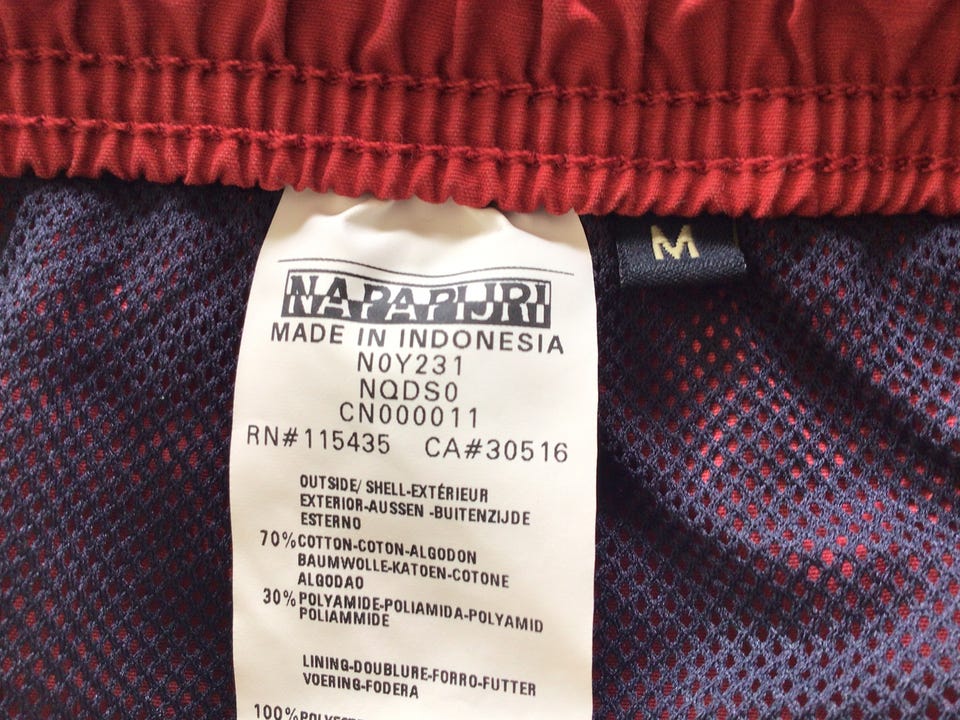 NAPAPIJRI
MADE IN INDONESIA
N0Y231
NQDS0
CN000011
RN#115435 CA#30516
OUTSIDE/ SHELL-EXTÉRIEUR
EXTERIOR-AUSSEN -BUITENZIJDE
ESTERNO
70%COTTON-COTON-ALGODON
BAUMWOLLE-KATOEN-COTONE
ALGODAO
30%POLYAMIDE-POLIAMIDA-POLYAMID
POLIAMMIDE
LINING-DOUBLURE-FORRO-FUTTER
VOERING-FODERA
100%
M